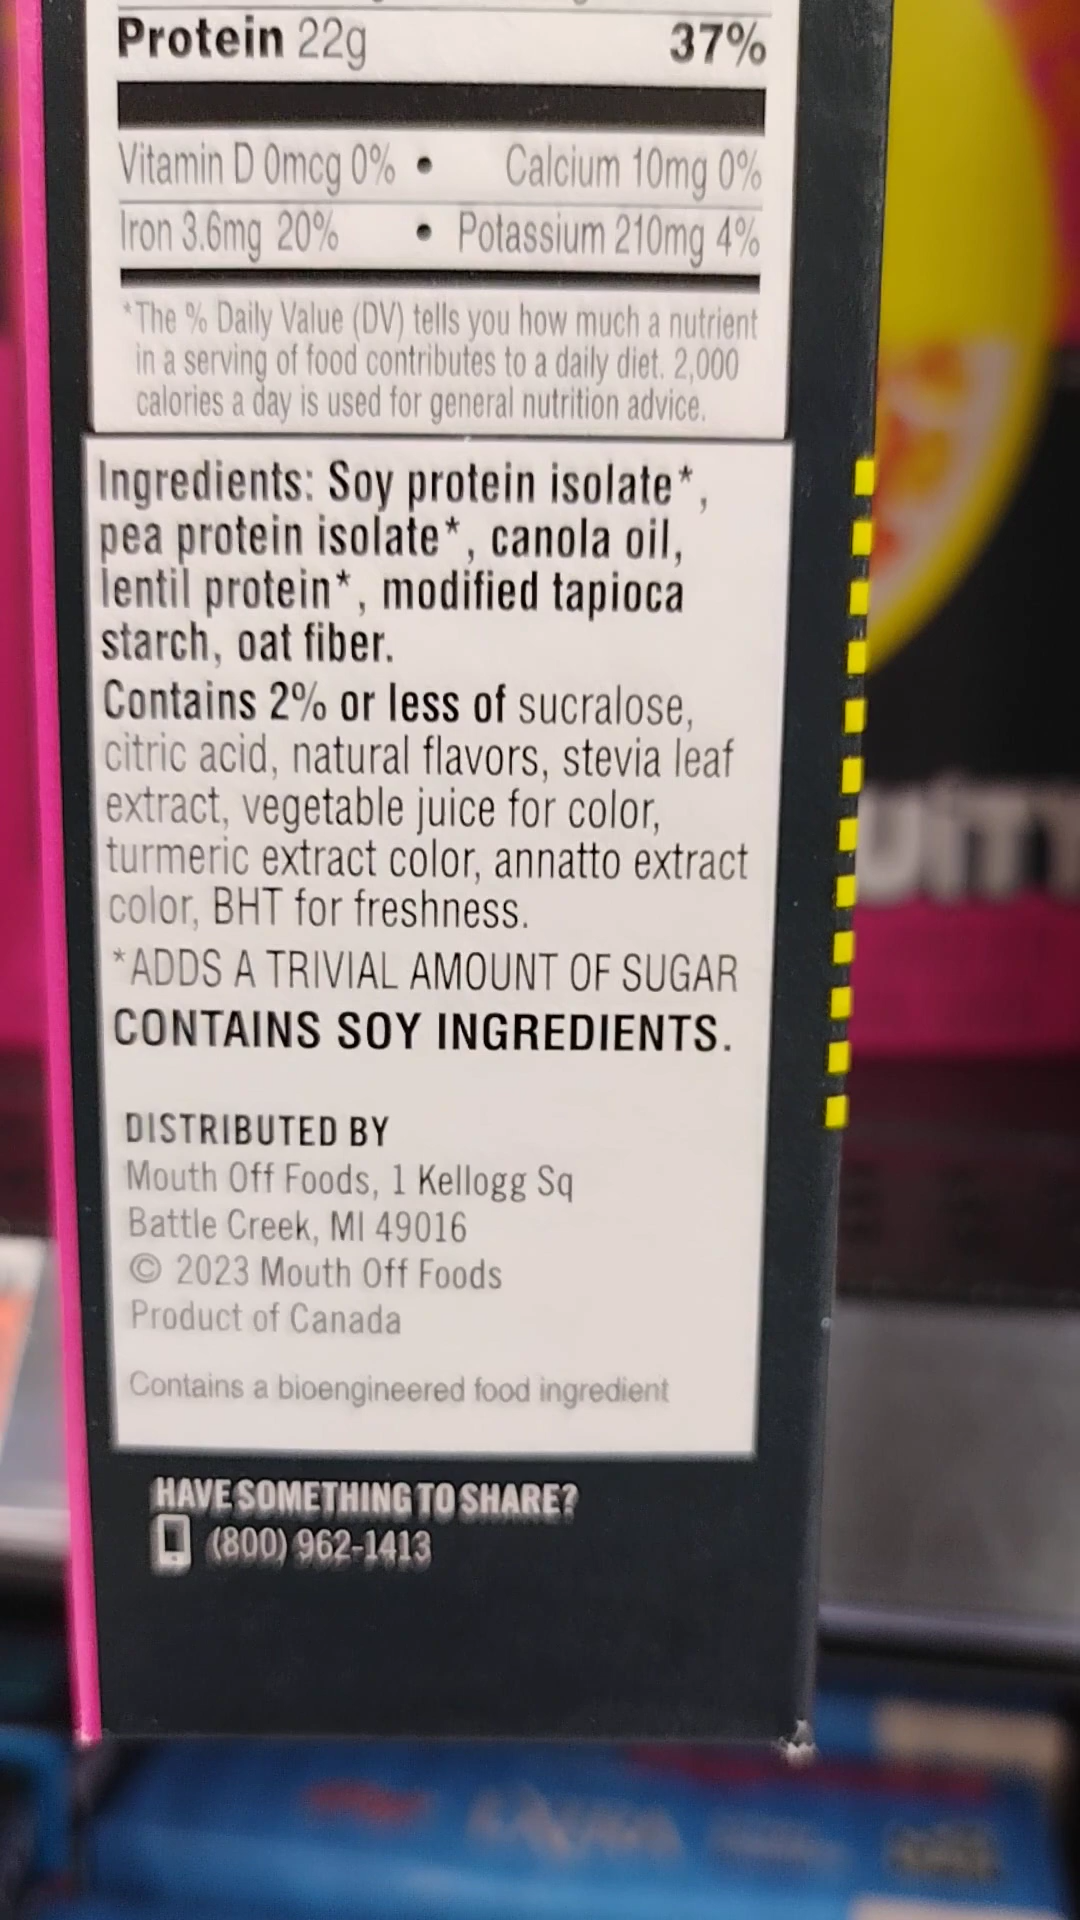 Protein 22g 37%
Vitamin D 0mcg 0% • Calcium 10mg 0%
Iron 3.6mg 20% • Potassium 210mg 4%
*The % Daily Value (DV) tells you how much a nutrient
in a serving of food contributes to a daily diet. 2,000
calories a day is used for general nutrition advice.
Ingredients: Soy protein isolate*,
pea protein isolate*, canola oil,
lentil protein*, modified tapioca
starch, oat fiber.
Contains 2% or less of sucralose,
citric acid, natural flavors, stevia leaf
extract, vegetable juice for color,
turmeric extract color, annatto extract
color, BHT for freshness.
*ADDS A TRIVIAL AMOUNT OF SUGAR
CONTAINS SOY INGREDIENTS.
DISTRIBUTED BY
Mouth Off Foods, 1 Kellogg Sq
Battle Creek, MI 49016
© 2023 Mouth Off Foods
Product of Canada
Contains a bioengineered food ingredient
HAVE SOMETHING TO SHARE?
(800) 962-1413